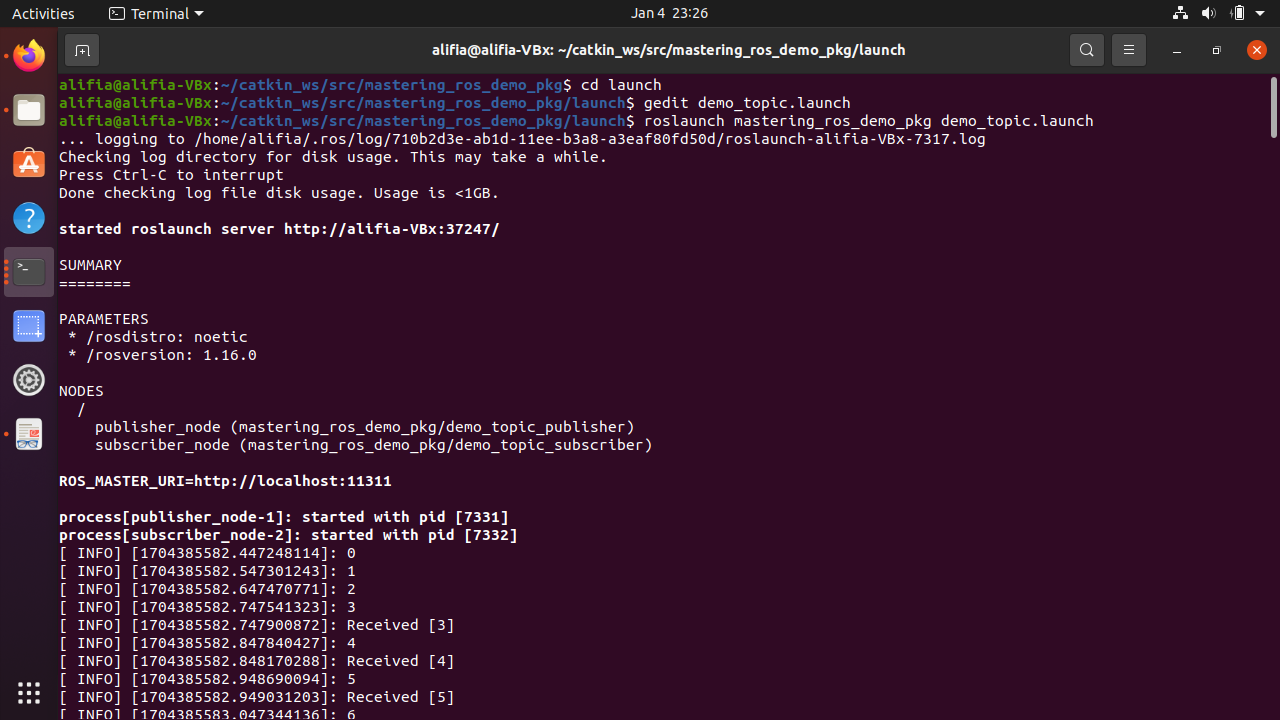 Activities Terminal Jan 4 23:26
alifia@alifia-VBx: ~/catkin_ws/src/mastering_ros_demo_pkg/launch
alifia@alifia-VBx:~/catkin_ws/src/mastering_ros_demo_pkg$ cd launch
alifia@alifia-VBx:~/catkin_ws/src/mastering_ros_demo_pkg/launch$ gedit demo_topic.launch
alifia@alifia-VBx:~/catkin_ws/src/mastering_ros_demo_pkg/launch$ roslaunch mastering_ros_demo_pkg demo_topic.launch
... logging to /home/alifia/.ros/log/710b2d3e-ab1d-11ee-b3a8-a3eaf80fd50d/roslaunch-alifia-VBx-7317.log
Checking log directory for disk usage. This may take a while.
Press Ctrl-C to interrupt
Done checking log file disk usage. Usage is <1GB.
started roslaunch server http://alifia-VBx:37247/
SUMMARY
========
PARAMETERS
 * /rosdistro: noetic
 * /rosversion: 1.16.0
NODES
  /
    publisher_node (mastering_ros_demo_pkg/demo_topic_publisher)
    subscriber_node (mastering_ros_demo_pkg/demo_topic_subscriber)
ROS_MASTER_URI=http://localhost:11311
process[publisher_node-1]: started with pid [7331]
process[subscriber_node-2]: started with pid [7332]
[ INFO] [1704385582.447248114]: 0
[ INFO] [1704385582.547301243]: 1
[ INFO] [1704385582.647470771]: 2
[ INFO] [1704385582.747541323]: 3
[ INFO] [1704385582.747900872]: Received [3]
[ INFO] [1704385582.847840427]: 4
[ INFO] [1704385582.848170288]: Received [4]
[ INFO] [1704385582.948690094]: 5
[ INFO] [1704385582.949031203]: Received [5]
[ INFO] [1704385583.047344136]: 6